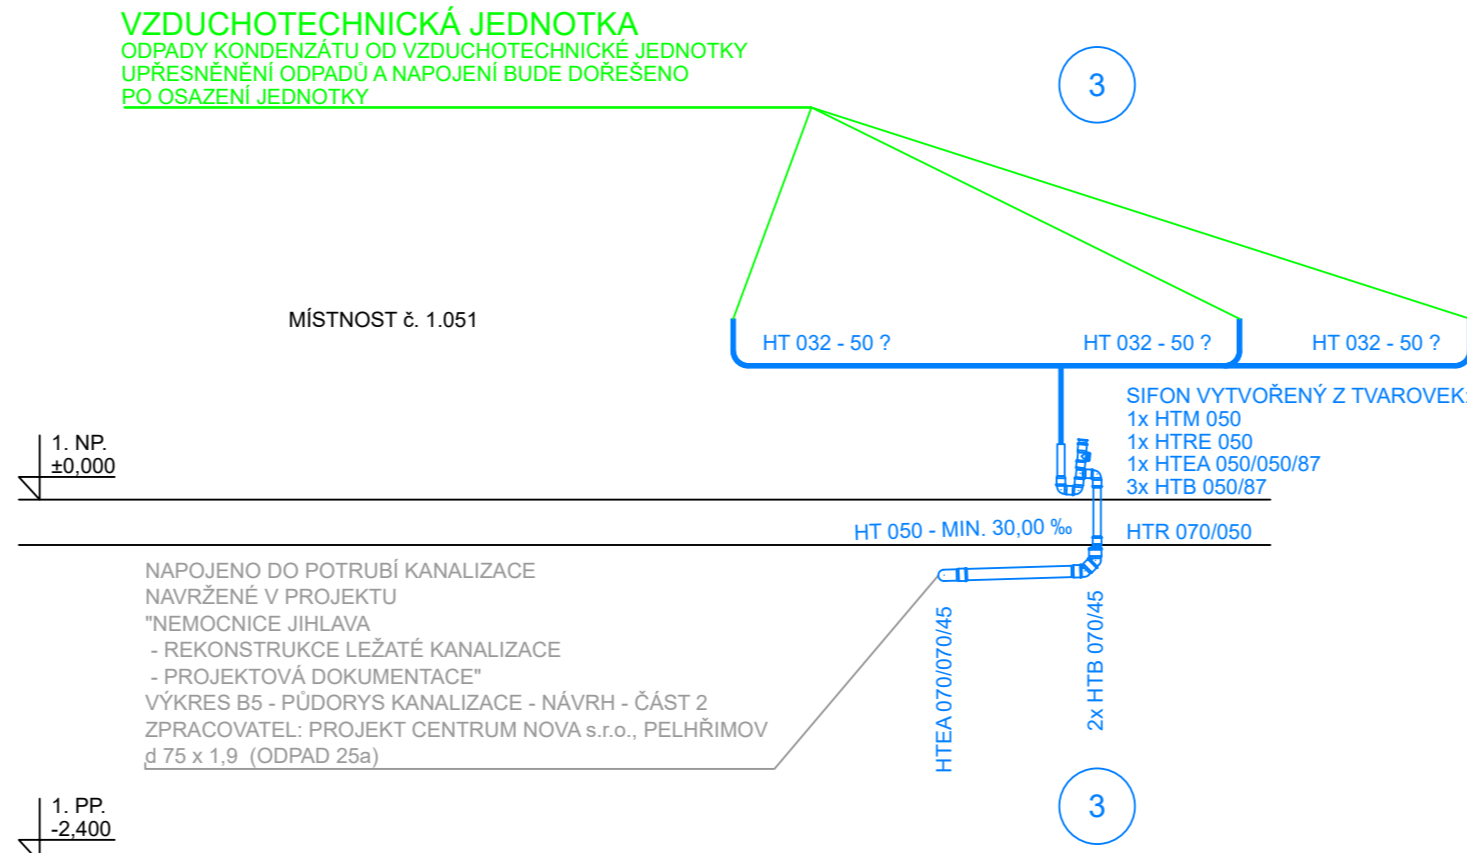 VZDUCHOTECHNICKÁ JEDNOTKA
ODPADY KONDENZÁTU OD VZDUCHOTECHNICKÉ JEDNOTKY
UPŘESNĚNĚNÍ ODPADŮ A NAPOJENÍ BUDE DOŘEŠENO
PO OSAZENÍ JEDNOTKY
3
MÍSTNOST č. 1.051
HT 032 - 50 ?
HT 032 - 50 ?
HT 032 - 50 ?
SIFON VYTVOŘENÝ Z TVAROVEK:
1x HTM 050
1x HTRE 050
1x HTEA 050/050/87
3x HTB 050/87
1. NP.
±0,000
HT 050 - MIN. 30,00 ‰
HTR 070/050
NAPOJENO DO POTRUBÍ KANALIZACE
NAVRŽENÉ V PROJEKTU
"NEMOCNICE JIHLAVA
- REKONSTRUKCE LEŽATÉ KANALIZACE
- PROJEKTOVÁ DOKUMENTACE"
VÝKRES B5 - PŮDORYS KANALIZACE - NÁVRH - ČÁST 2
ZPRACOVATEL: PROJEKT CENTRUM NOVA s.r.o., PELHŘIMOV
d 75 x 1,9 (ODPAD 25a)
HTEA 070/070/45
2x HTB 070/45
1. PP.
-2,400
3